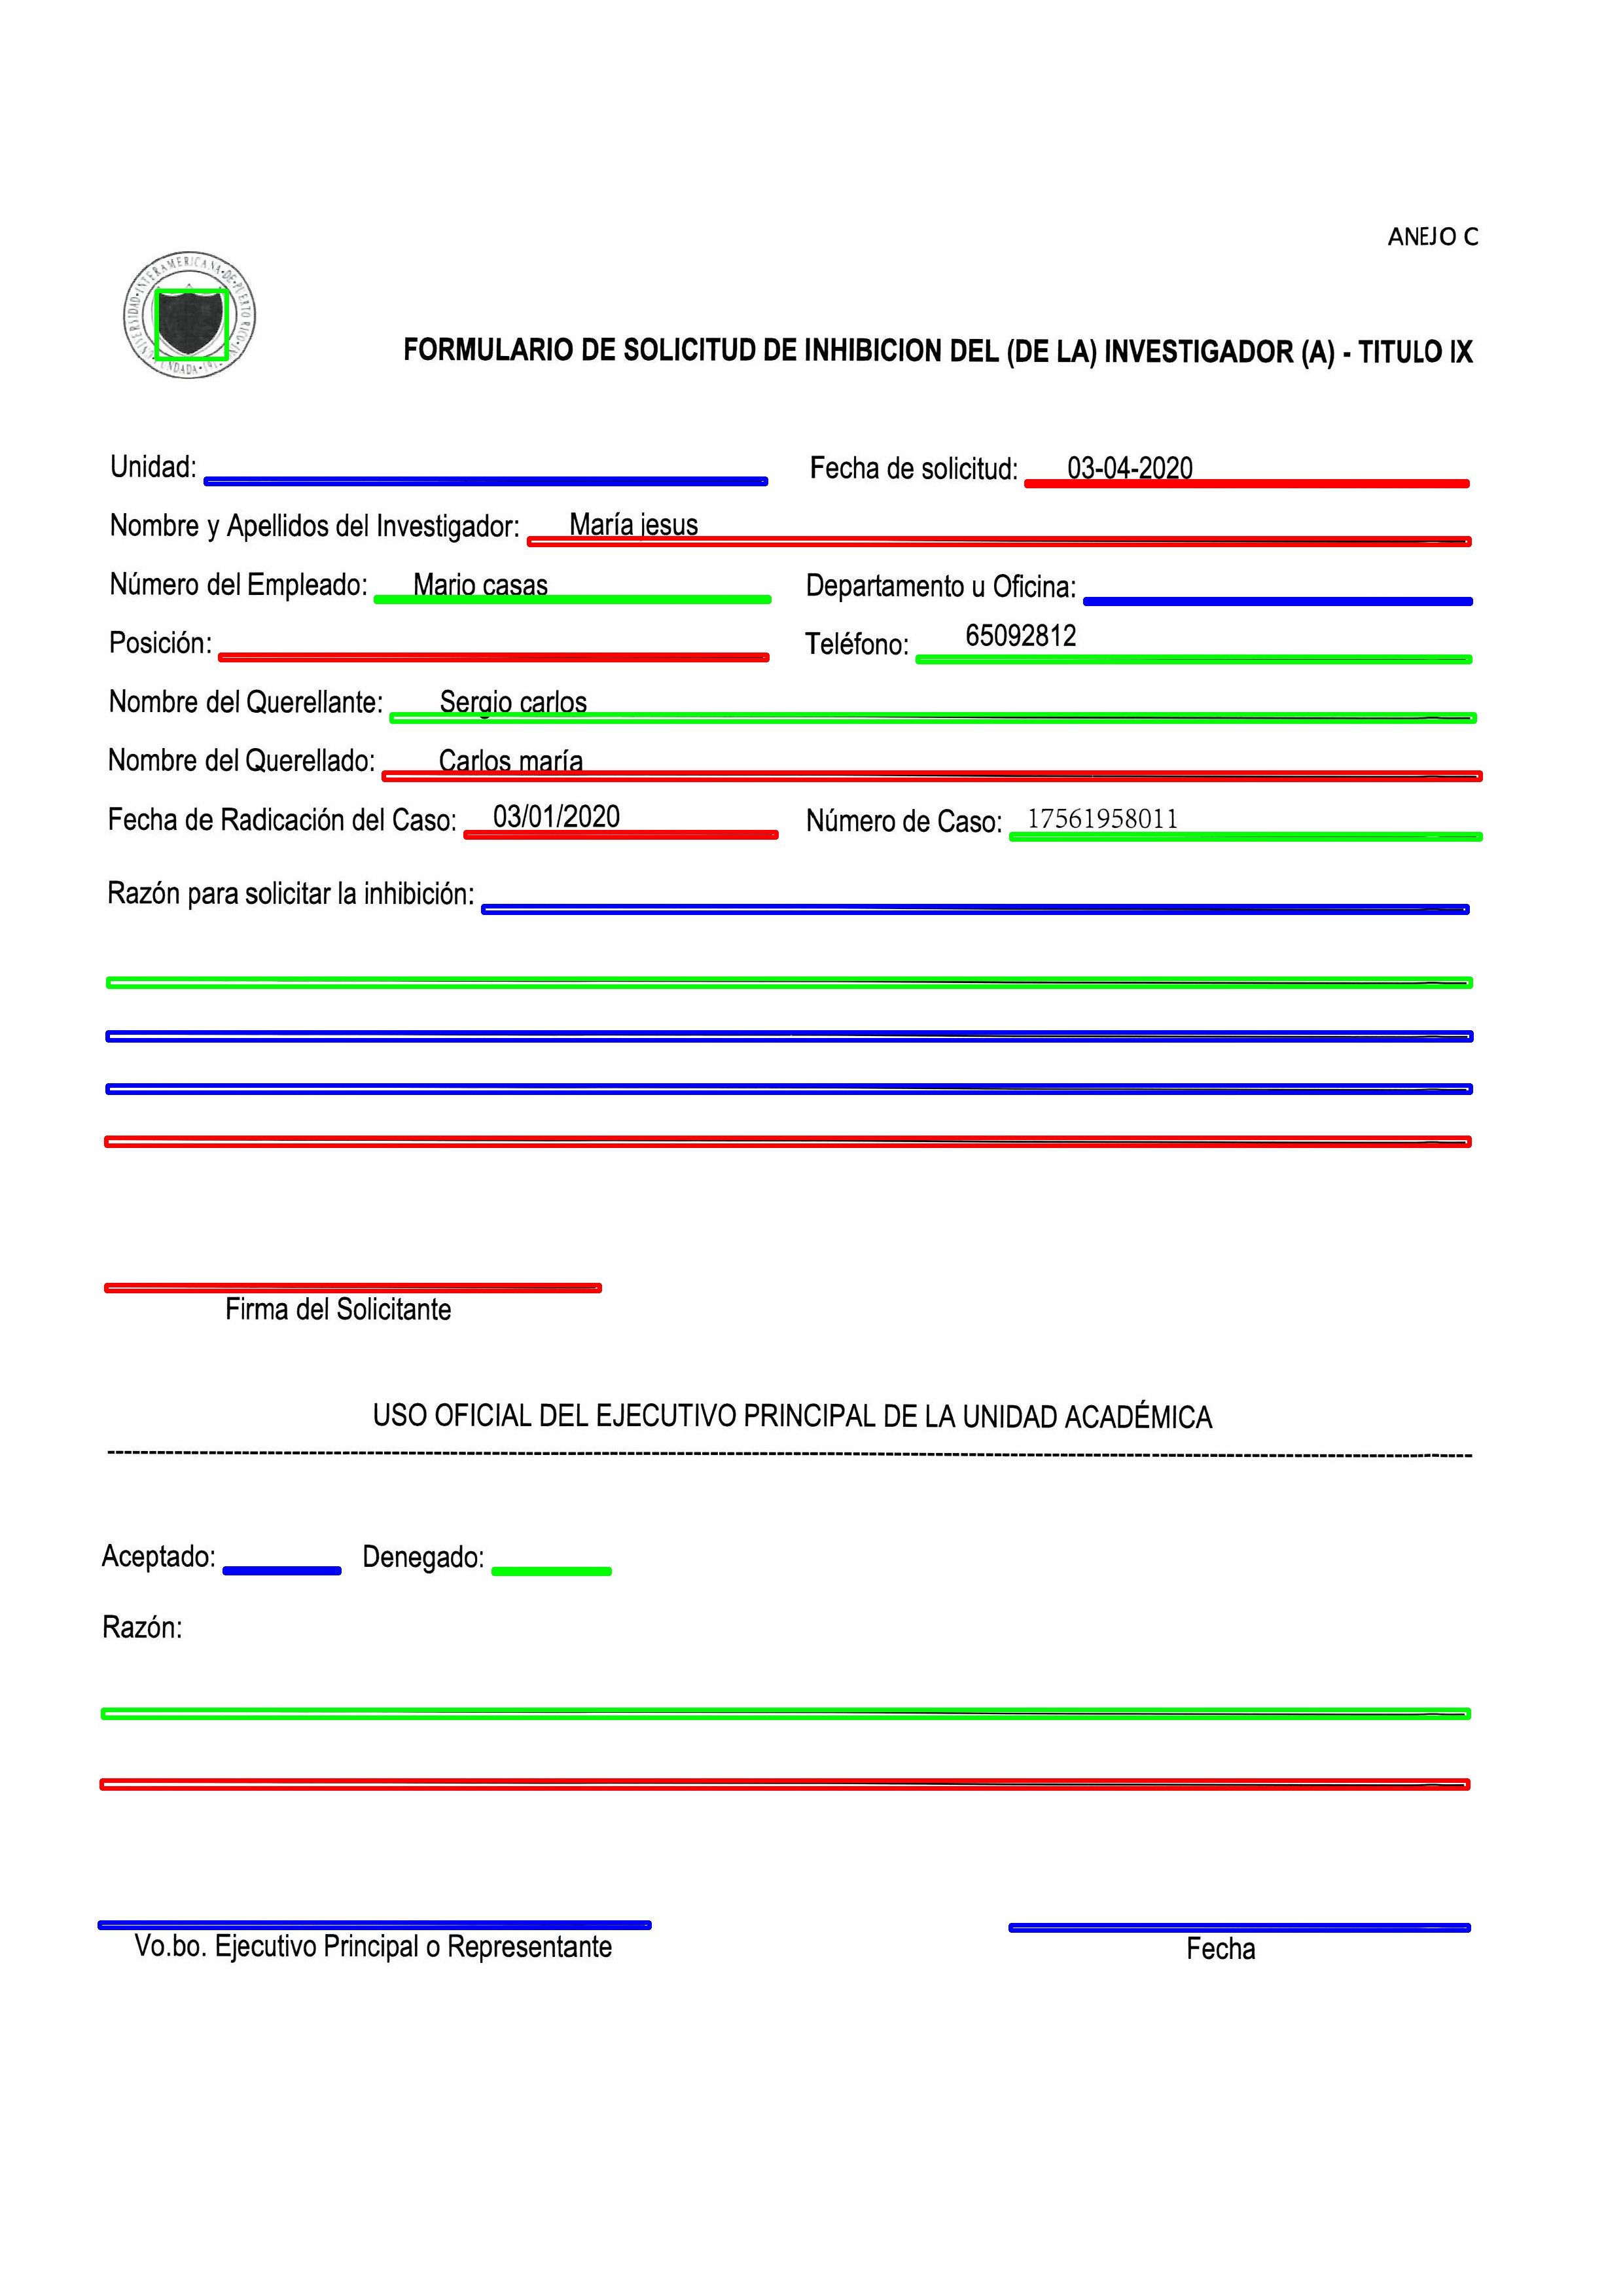 ANEJO C
UNIVERSIDAD•INTERAMERICANA•DE•PUERTO RICO•
FORMULARIO DE SOLICITUD DE INHIBICION DEL (DE LA) INVESTIGADOR (A) - TITULO IX
Unidad: Fecha de solicitud: 03-04-2020
Nombre y Apellidos del Investigador: María jesus
Número del Empleado: Mario casas Departamento u Oficina:
Posición: Teléfono: 65092812
Nombre del Querellante: Sergio carlos
Nombre del Querellado: Carlos maría
Fecha de Radicación del Caso: 03/01/2020 Número de Caso: 17561958011
Razón para solicitar la inhibición:
Firma del Solicitante
USO OFICIAL DEL EJECUTIVO PRINCIPAL DE LA UNIDAD ACADÉMICA
Aceptado: Denegado:
Razón:
Vo.bo. Ejecutivo Principal o Representante Fecha